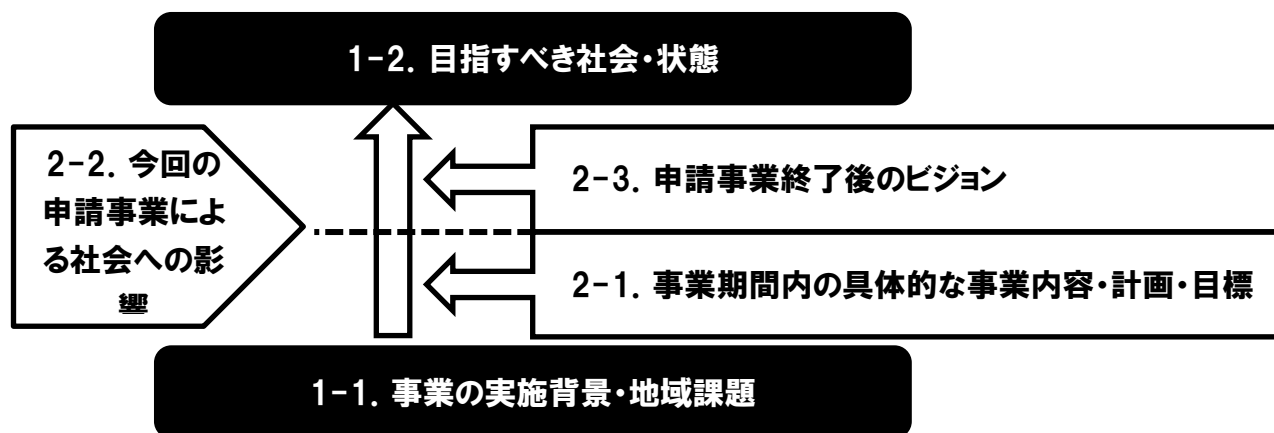 1-2. 目指すべき社会・状態
2-2. 今回の
申請事業によ
る社会への影
響
2-3. 申請事業終了後のビジョン
2-1. 事業期間内の具体的な事業内容・計画・目標
1-1. 事業の実施背景・地域課題